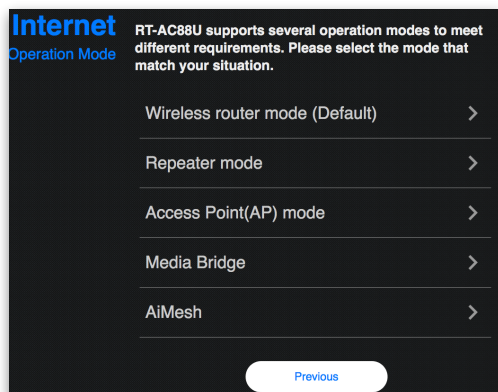 Internet
Operation Mode
RT-AC88U supports several operation modes to meet
different requirements. Please select the mode that
match your situation.
Wireless router mode (Default)
Repeater mode
Access Point(AP) mode
Media Bridge
AiMesh
Previous